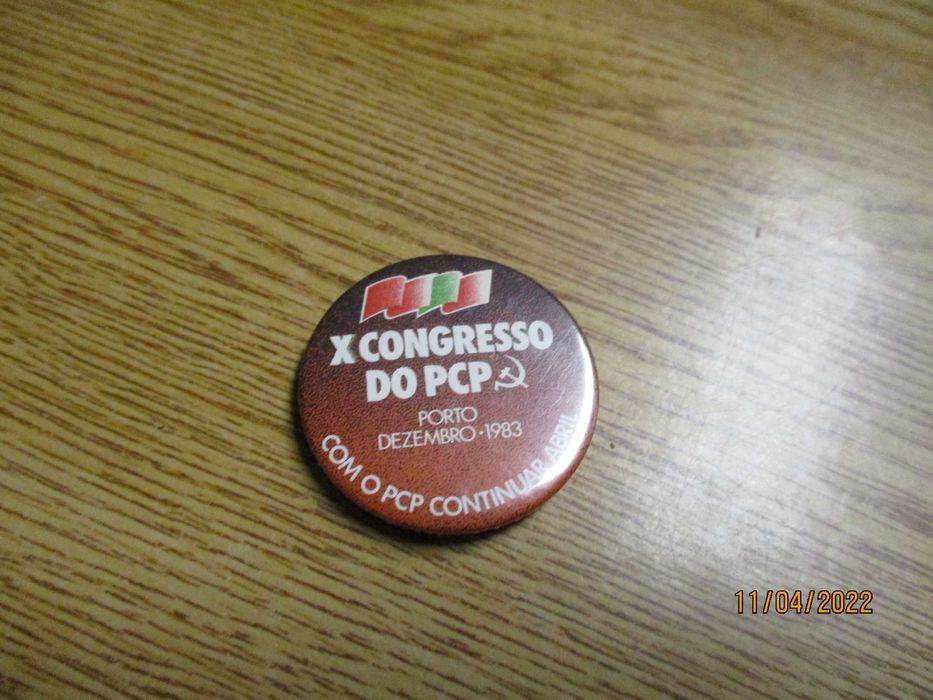 X CONGRESSO
DO PCP
PORTO
DEZEMBRO·1983
COM O PCP CONTINUAR ABRIL
11/04/2022